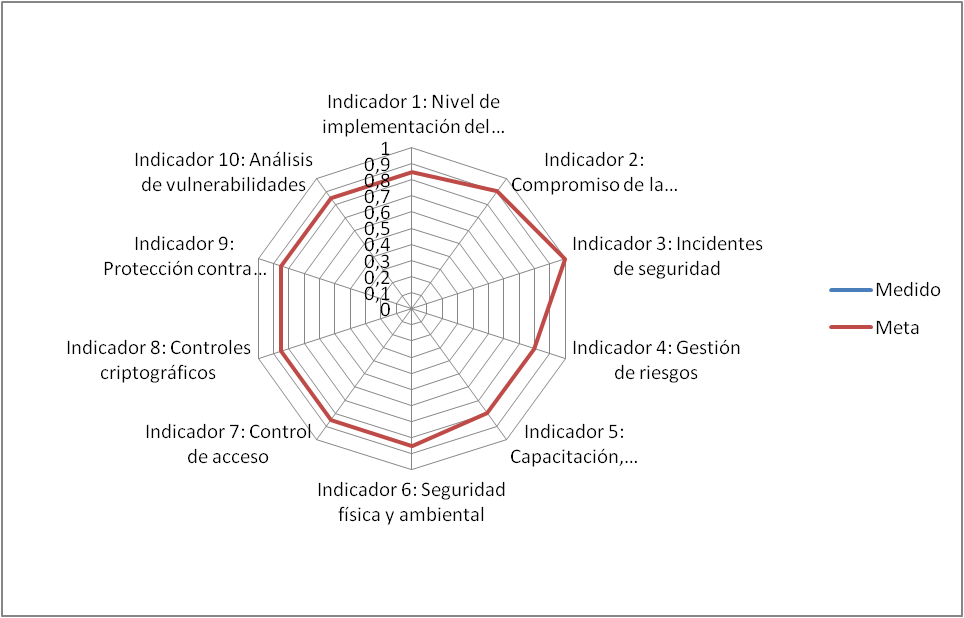 Indicador 1: Nivel de
implementación del...
Indicador 2:
Compromiso de la...
Indicador 3: Incidentes
de seguridad
Indicador 4: Gestión
de riesgos
Indicador 5:
Capacitación,...
Indicador 6: Seguridad
física y ambiental
Indicador 7: Control
de acceso
Indicador 8: Controles
criptográficos
Indicador 9:
Protección contra...
Indicador 10: Análisis
de vulnerabilidades
1
0,9
0,8
0,7
0,6
0,5
0,4
0,3
0,2
0,1
0
Medido
Meta